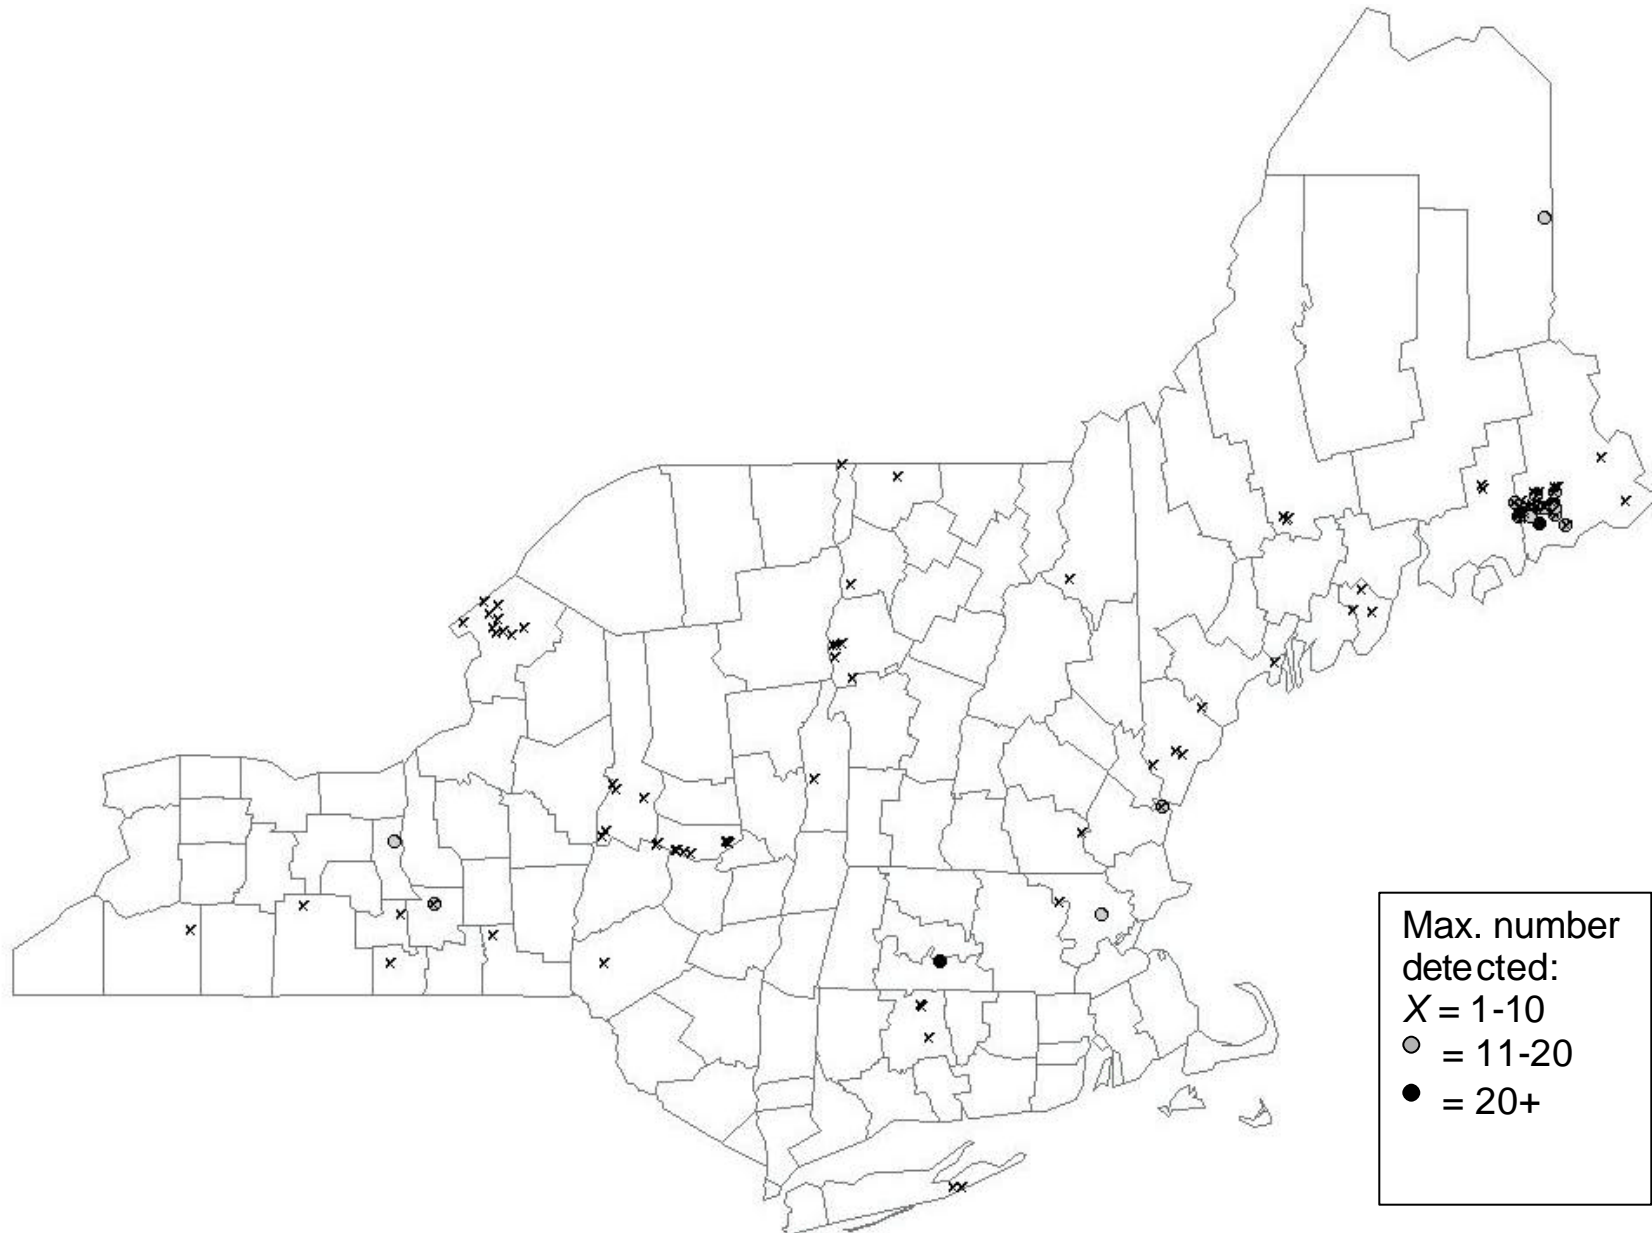 Max. number
detected:
X = 1-10
= 11-20
= 20+